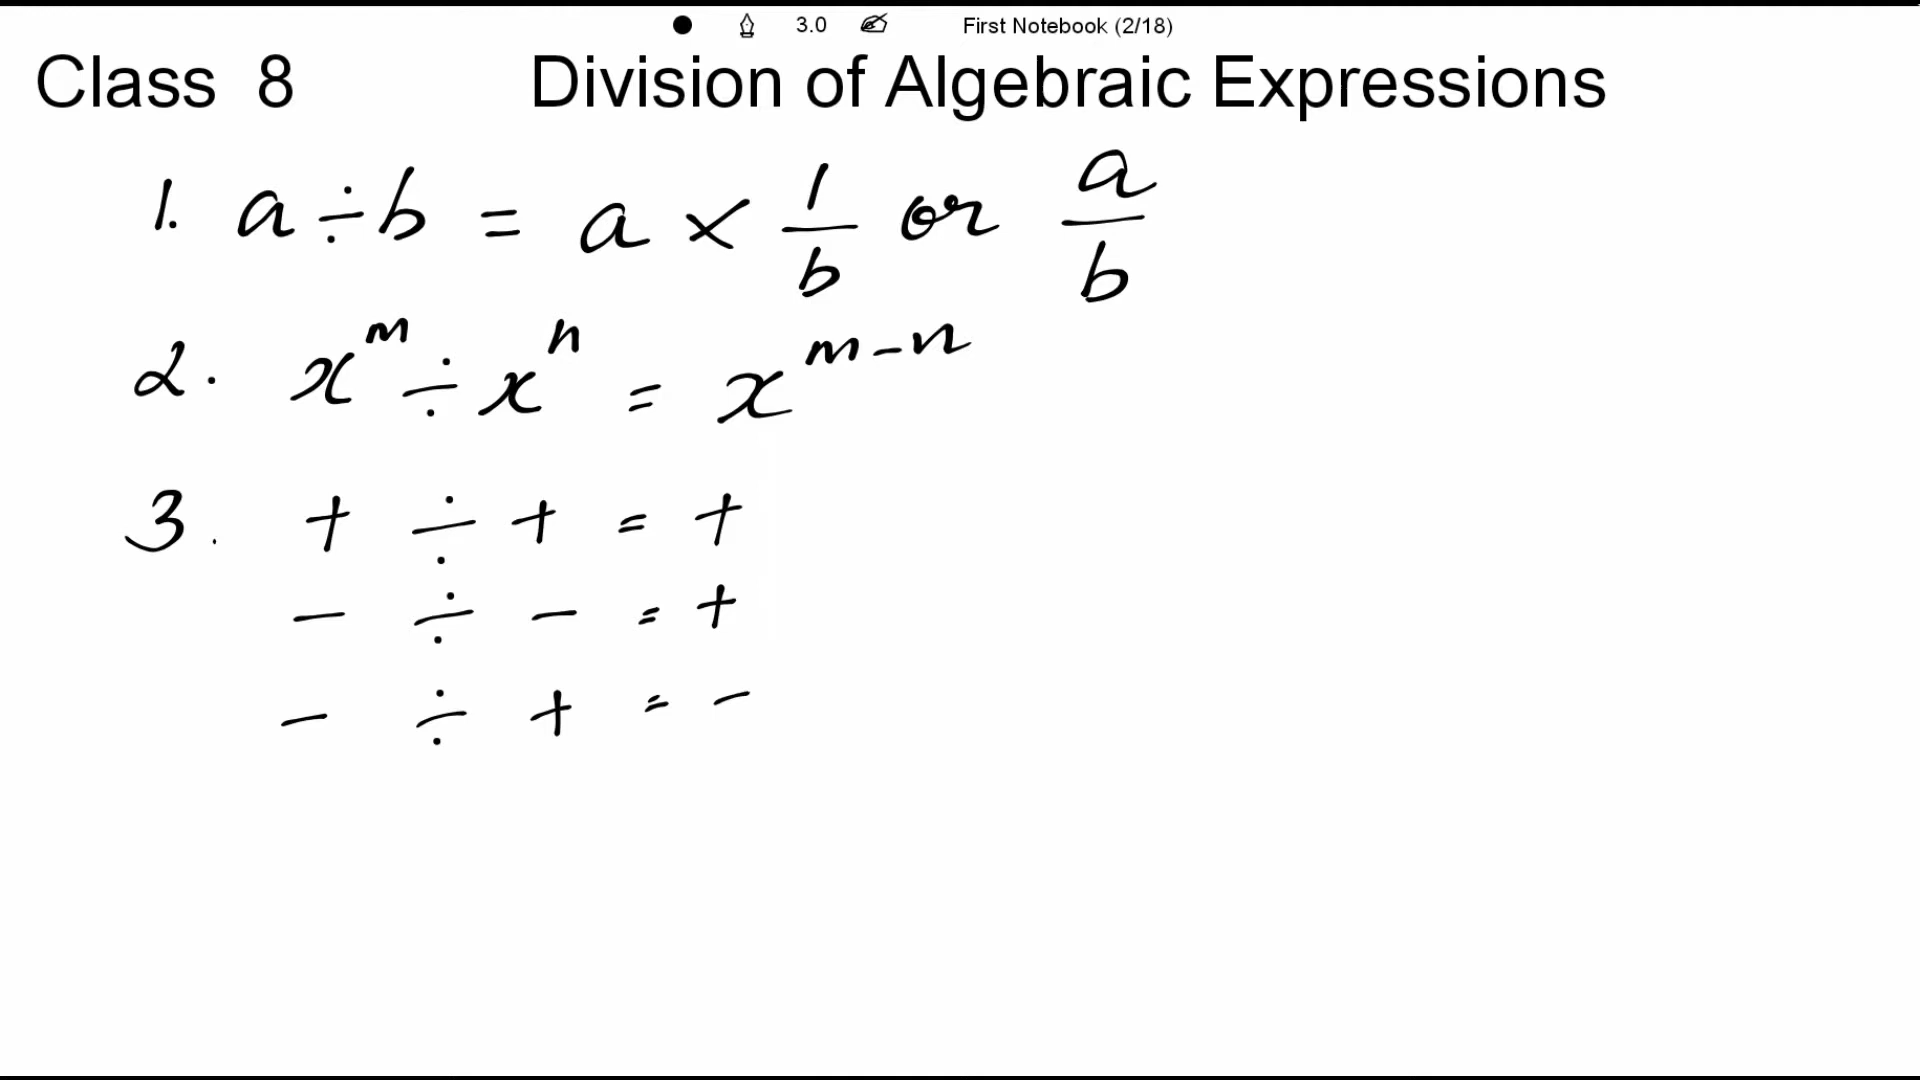 3.0 First Notebook (2/18)
Class 8 Division of Algebraic Expressions
1. a ÷ b = a × 1/b or a/b
2. x^m ÷ x^n = x^(m-n)
3. + ÷ + = +
- ÷ - = +
- ÷ + = -